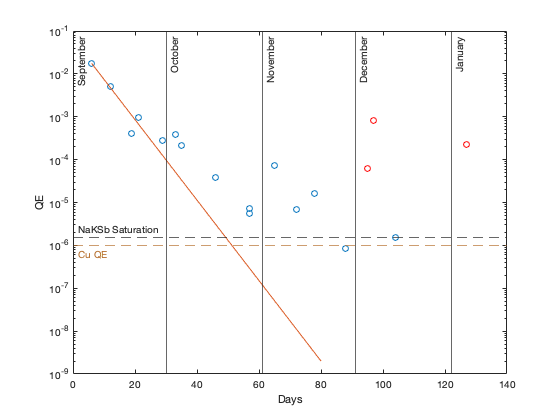 10^-1
10^-2
10^-3
10^-4
10^-5
10^-6
10^-7
10^-8
10^-9
QE
September
October
November
December
January
NaKSb Saturation
Cu QE
0
20
40
60
80
100
120
140
Days